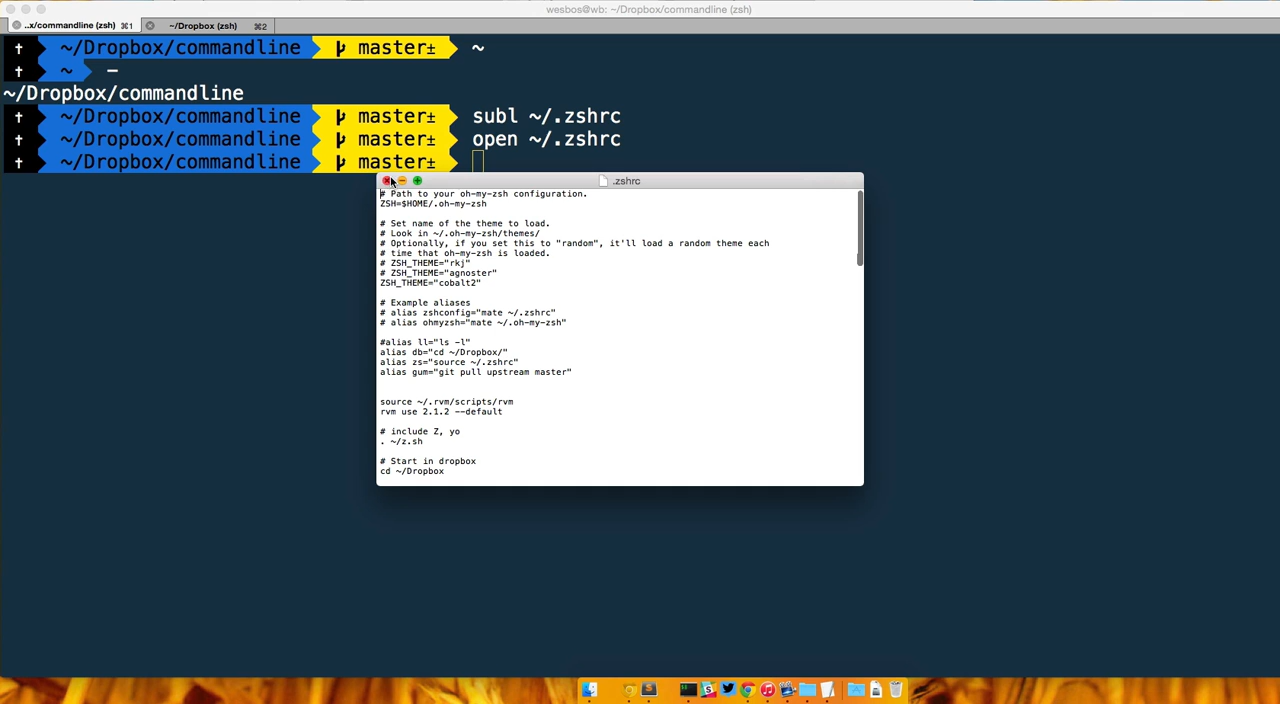 wesbos@wb: ~/Dropbox/commandline (zsh)
..x/commandline (zsh) ⌘1
~/Dropbox (zsh) ⌘2
~/Dropbox/commandline master± ~
~ -
~/Dropbox/commandline
~/Dropbox/commandline master± subl ~/.zshrc
~/Dropbox/commandline master± open ~/.zshrc
~/Dropbox/commandline master±
.zshrc
# Path to your oh-my-zsh configuration.
ZSH=$HOME/.oh-my-zsh
# Set name of the theme to load.
# Look in ~/.oh-my-zsh/themes/
# Optionally, if you set this to "random", it'll load a random theme each
# time that oh-my-zsh is loaded.
# ZSH_THEME="rkj"
# ZSH_THEME="agnoster"
ZSH_THEME="cobalt2"
# Example aliases
# alias zshconfig="mate ~/.zshrc"
# alias ohmyzsh="mate ~/.oh-my-zsh"
#alias ll="ls -l"
alias db="cd ~/Dropbox/"
alias zs="source ~/.zshrc"
alias gum="git pull upstream master"
source ~/.rvm/scripts/rvm
rvm use 2.1.2 --default
# include Z, yo
. ~/z.sh
# Start in dropbox
cd ~/Dropbox